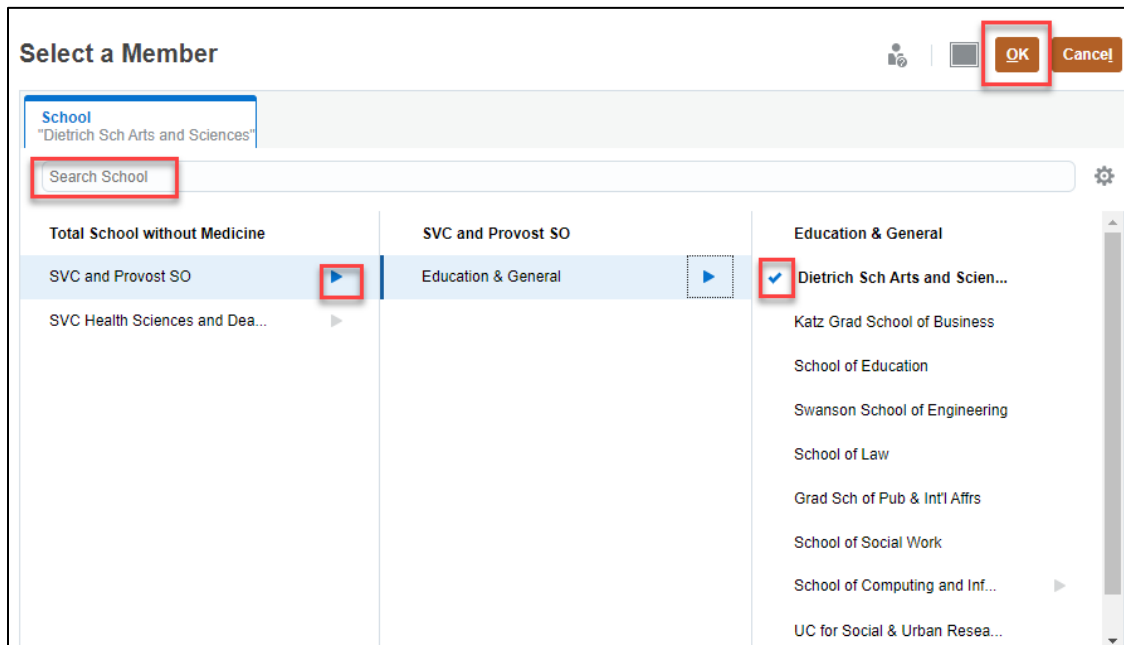 Select a Member
OK
Cancel
School
"Dietrich Sch Arts and Sciences"
Search School
Total School without Medicine
SVC and Provost SO
SVC Health Sciences and Dea...
SVC and Provost SO
Education & General
Education & General
Dietrich Sch Arts and Scien...
Katz Grad School of Business
School of Education
Swanson School of Engineering
School of Law
Grad Sch of Pub & Int'l Affrs
School of Social Work
School of Computing and Inf...
UC for Social & Urban Resea...